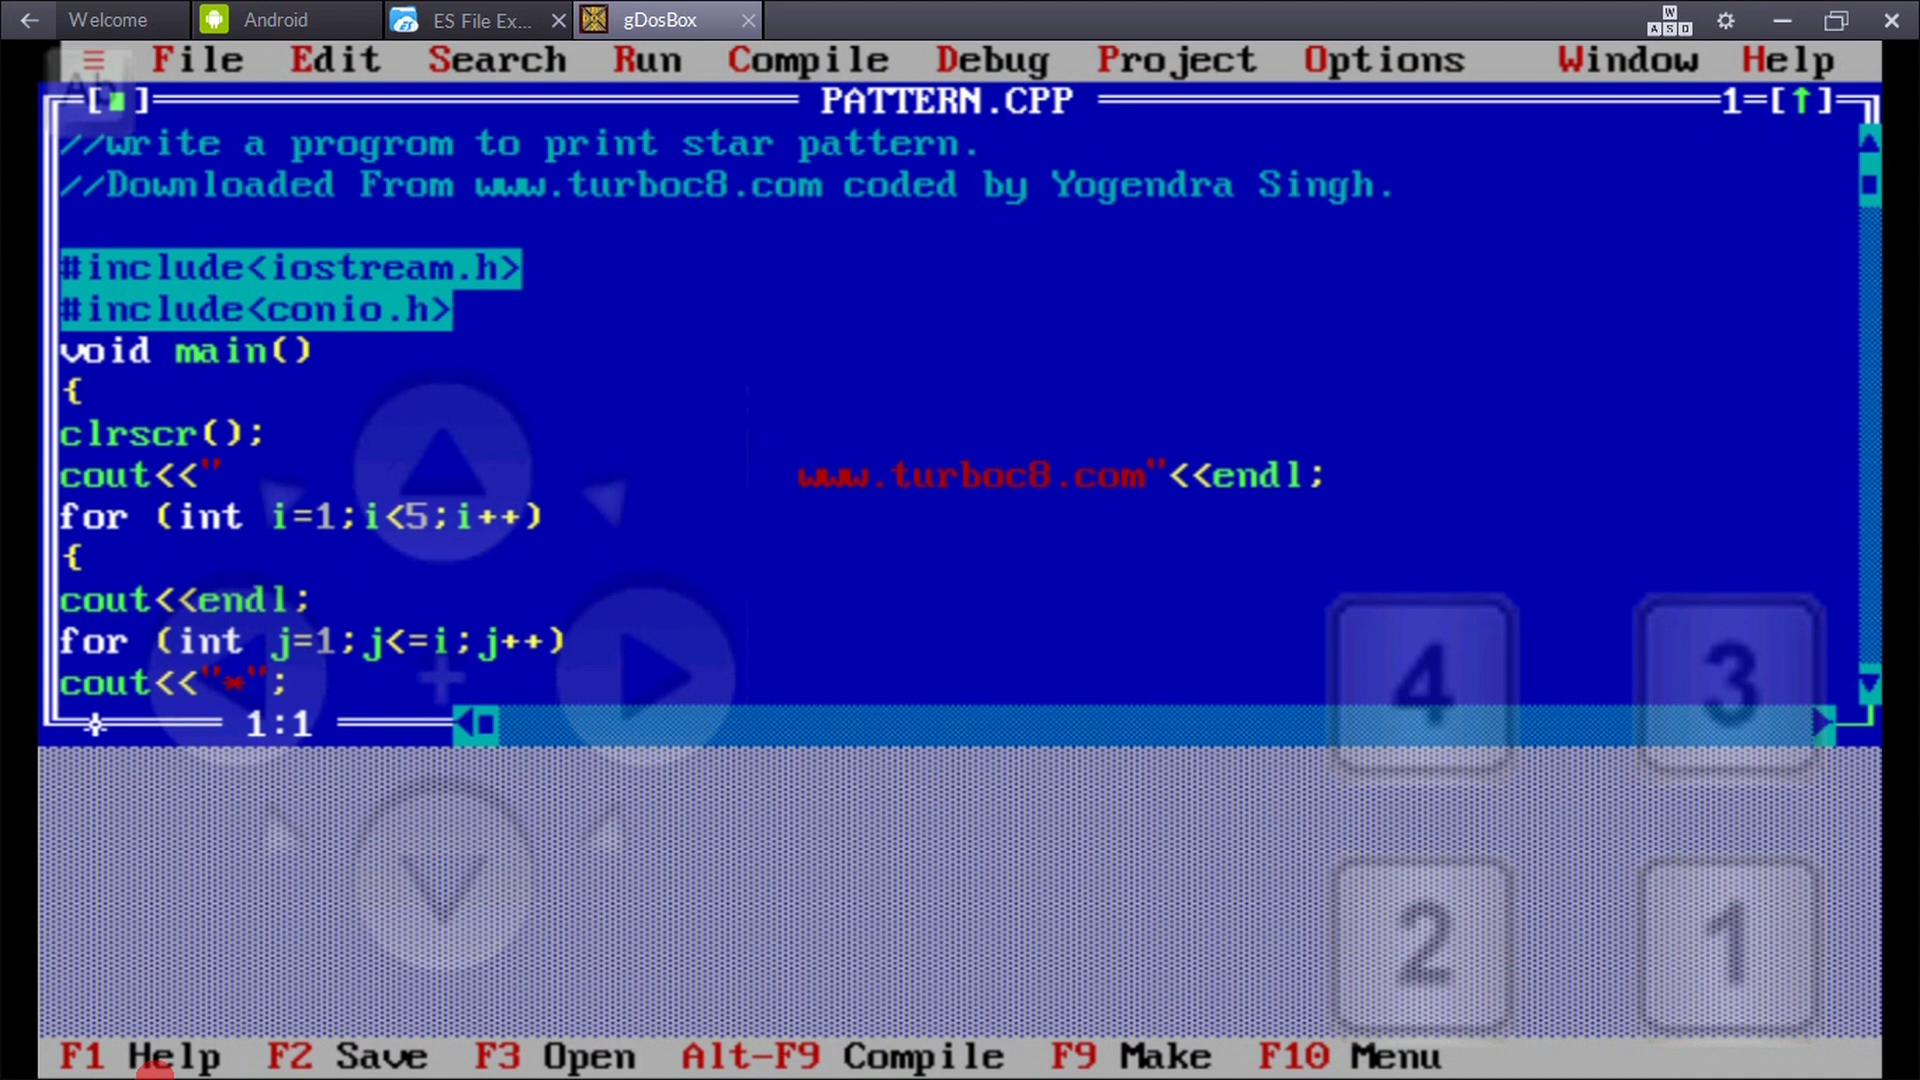 Welcome Android ES File Ex... gDosBox
W
A S D
File Edit Search Run Compile Debug Project Options Window Help
Ab
[■] PATTERN.CPP 1=[↑]
//write a progrom to print star pattern.
//Downloaded From www.turboc8.com coded by Yogendra Singh.
#include<iostream.h>
#include<conio.h>
void main()
{
clrscr();
cout<<" www.turboc8.com"<<endl;
for (int i=1;i<5;i++)
{
cout<<endl;
for (int j=1;j<=i;j++)
cout<<"*";
1:1
4 3
2 1
F1 Help F2 Save F3 Open Alt-F9 Compile F9 Make F10 Menu